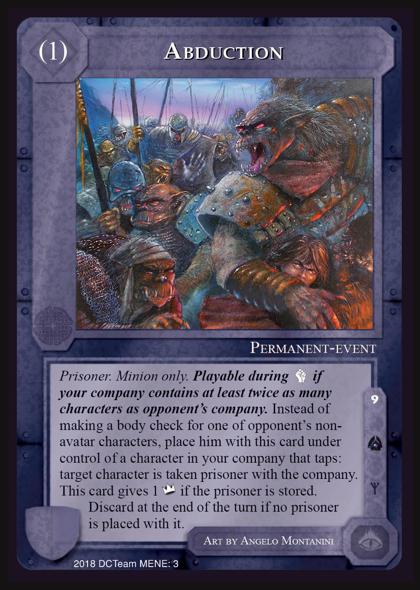 (1)
ABDUCTION
PERMANENT-EVENT
Prisoner. Minion only. Playable during if
your company contains at least twice as many
characters as opponent's company. Instead of
making a body check for one of opponent's non-
avatar characters, place him with this card under
control of a character in your company that taps:
target character is taken prisoner with the company.
This card gives 1 if the prisoner is stored.
Discard at the end of the turn if no prisoner
is placed with it.
9
ART BY ANGELO MONTANINI
2018 DCTeam MENE: 3